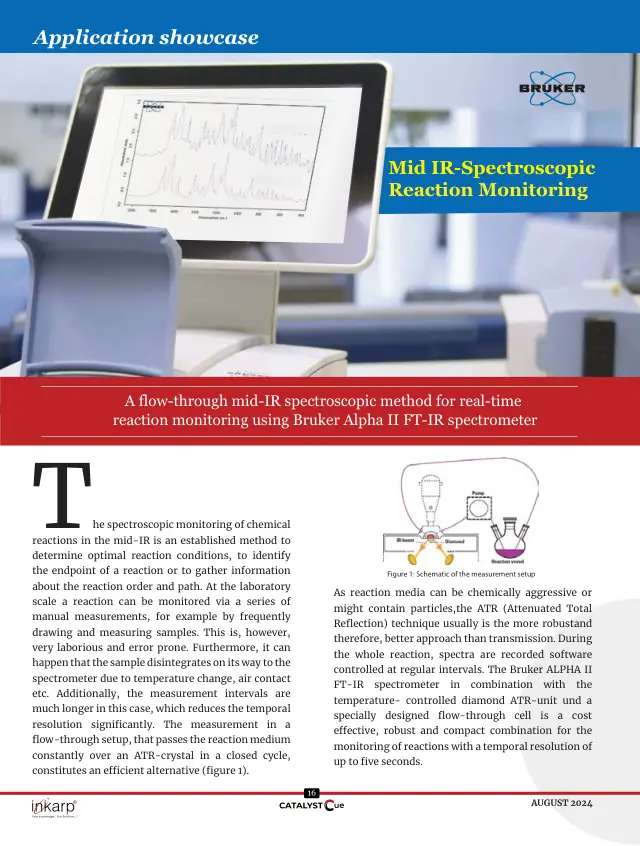 Application showcase
BRUKER
BRUKER
Mid IR-Spectroscopic
Reaction Monitoring
A flow-through mid-IR spectroscopic method for real-time
reaction monitoring using Bruker Alpha II FT-IR spectrometer
The spectroscopic monitoring of chemical
reactions in the mid-IR is an established method to
determine optimal reaction conditions, to identify
the endpoint of a reaction or to gather information
about the reaction order and path. At the laboratory
scale a reaction can be monitored via a series of
manual measurements, for example by frequently
drawing and measuring samples. This is, however,
very laborious and error prone. Furthermore, it can
happen that the sample disintegrates on its way to the
spectrometer due to temperature change, air contact
etc. Additionally, the measurement intervals are
much longer in this case, which reduces the temporal
resolution significantly. The measurement in a
flow-through setup, that passes the reaction medium
constantly over an ATR-crystal in a closed cycle,
constitutes an efficient alternative (figure 1).
Pump
IR-beam
Diamond
Reaction vessel
Figure 1: Schematic of the measurement setup
As reaction media can be chemically aggressive or
might contain particles,the ATR (Attenuated Total
Reflection) technique usually is the more robustand
therefore, better approach than transmission. During
the whole reaction, spectra are recorded software
controlled at regular intervals. The Bruker ALPHA II
FT-IR spectrometer in combination with the
temperature- controlled diamond ATR-unit und a
specially designed flow-through cell is a cost
effective, robust and compact combination for the
monitoring of reactions with a temporal resolution of
up to five seconds.
inkarp
Your knowledge... Our Solution...
16
CATALYST Cue
AUGUST 2024